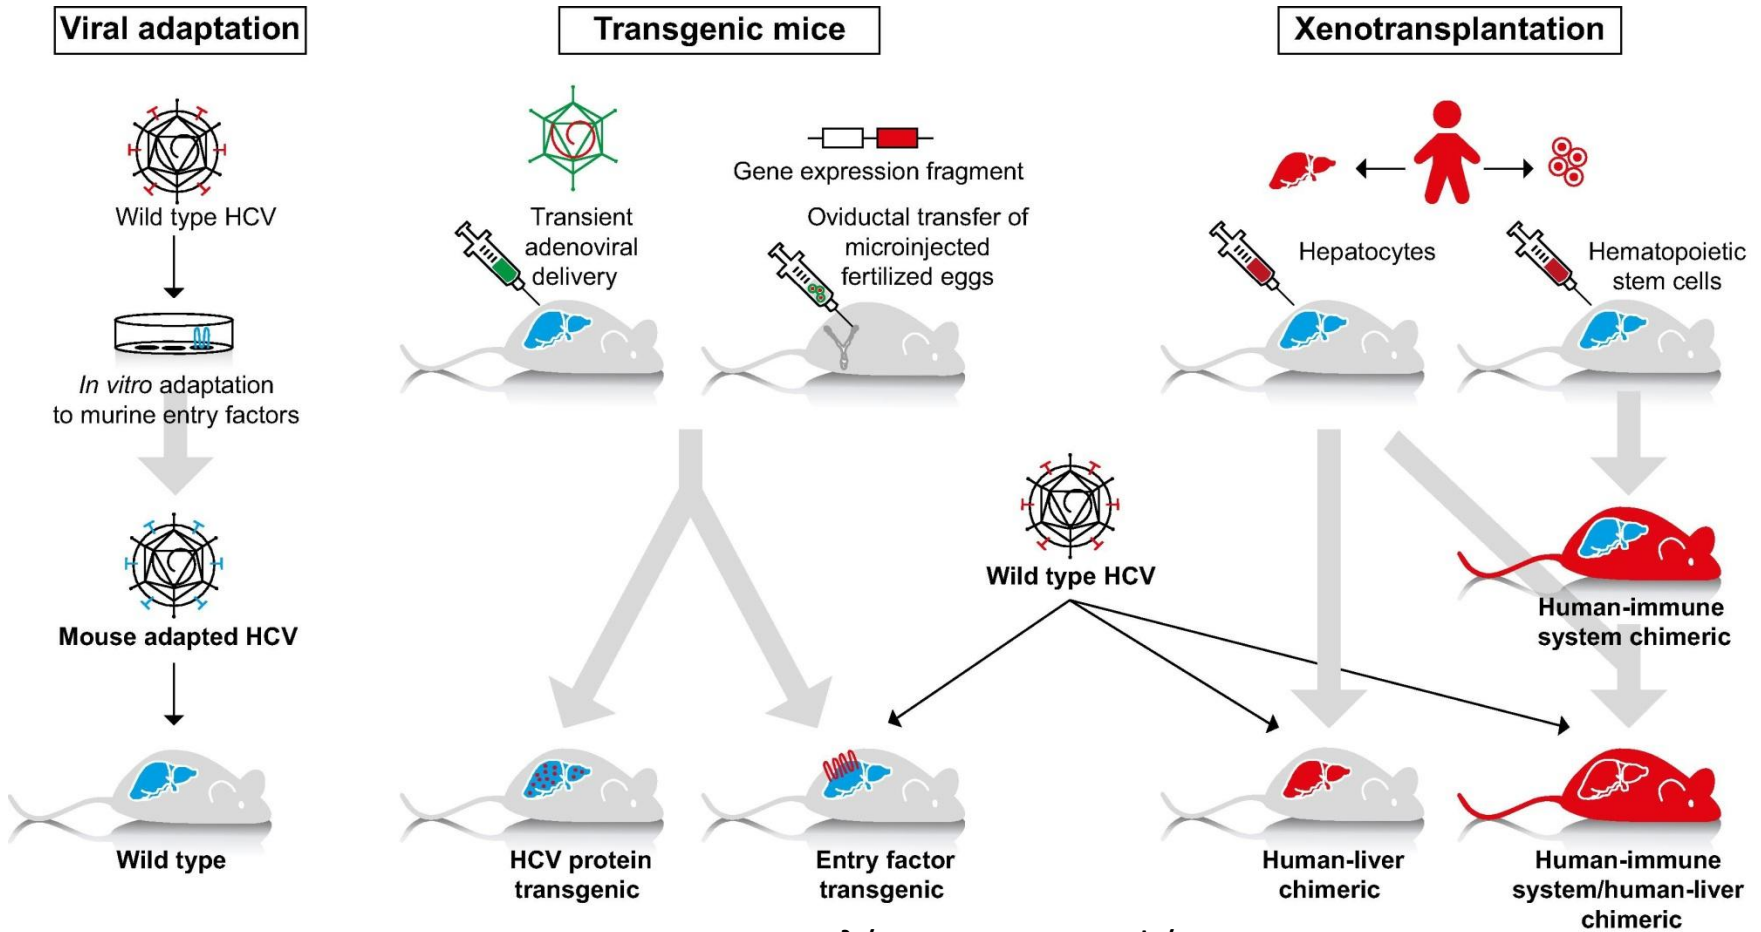 Viral adaptation
Wild type HCV
In vitro adaptation
to murine entry factors
Mouse adapted HCV
Wild type
Transgenic mice
Transient
adenoviral
delivery
Gene expression fragment
Oviductal transfer of
microinjected
fertilized eggs
HCV protein
transgenic
Entry factor
transgenic
Wild type HCV
Xenotransplantation
Hepatocytes
Hematopoietic
stem cells
Human-immune
system chimeric
Human-liver
chimeric
Human-immune
system/human-liver
chimeric